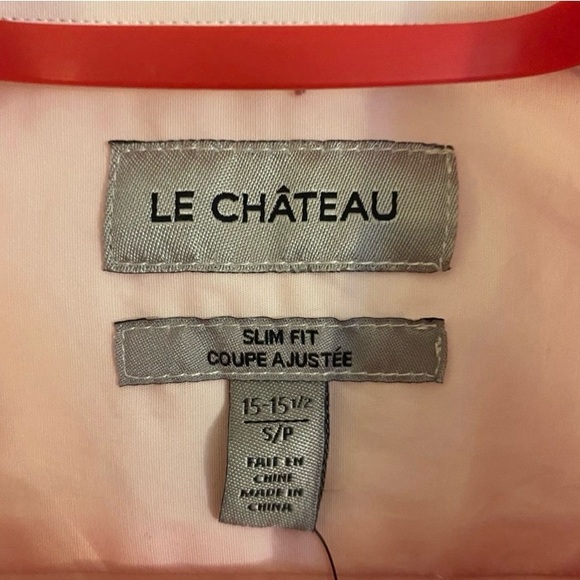 LE CHÂTEAU
SLIM FIT
COUPE AJUSTÉE
15-15 1/2
S/P
FAIT EN
CHINE
MADE IN
CHINA